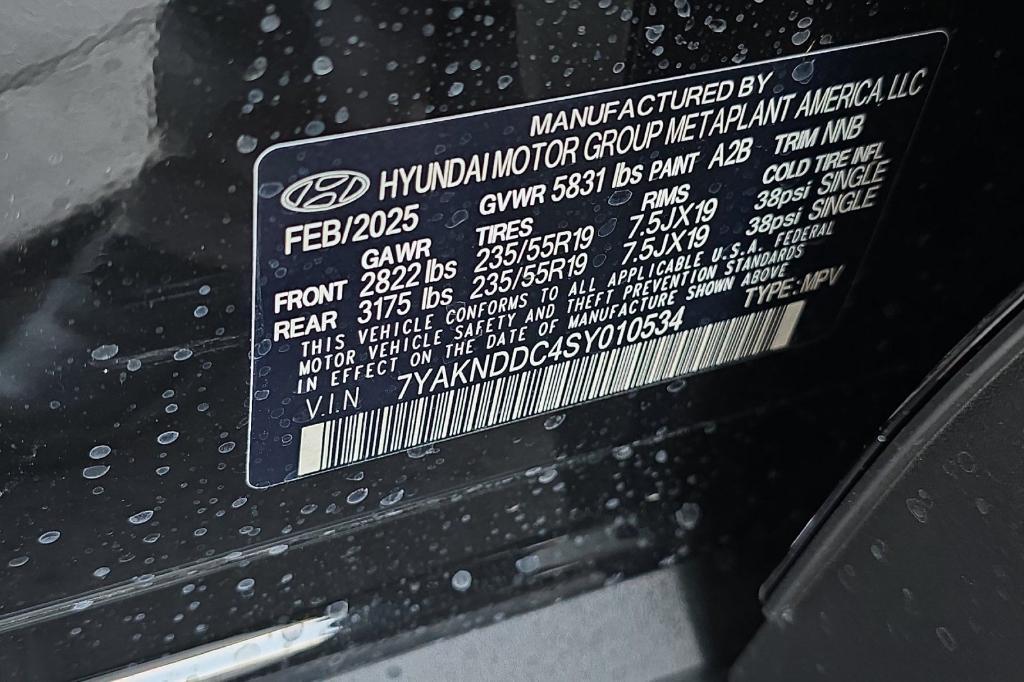 MANUFACTURED BY
HYUNDAI MOTOR GROUP METAPLANT AMERICA, LLC
FEB/2025 GVWR 5831 lbs PAINT A2B TRIM NNB
GAWR TIRES RIMS COLD TIRE INFL
FRONT 2822 lbs 235/55R19 7.5JX19 38psi SINGLE
REAR 3175 lbs 235/55R19 7.5JX19 38psi SINGLE
THIS VEHICLE CONFORMS TO ALL APPLICABLE U.S.A. FEDERAL
MOTOR VEHICLE SAFETY AND THEFT PREVENTION STANDARDS
IN EFFECT ON THE DATE OF MANUFACTURE SHOWN ABOVE
V.I.N 7YAKNDDC4SY010534 TYPE: MPV